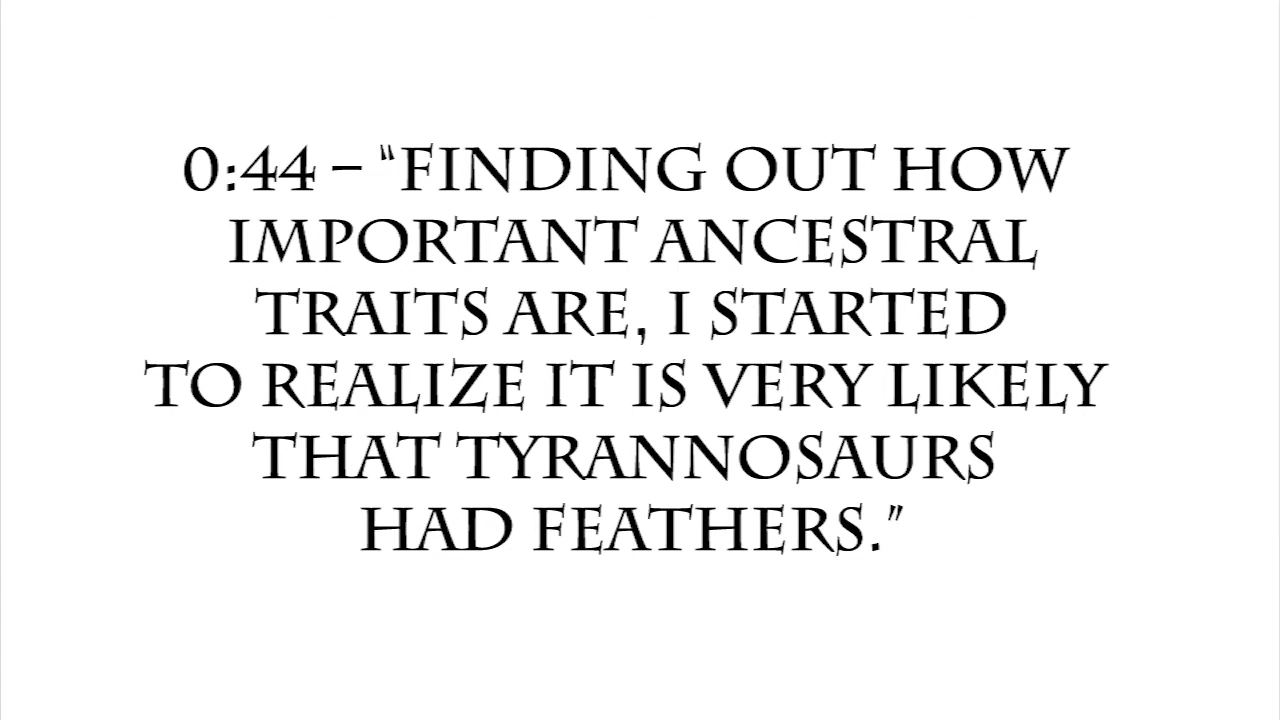 0:44 – "FINDING OUT HOW
IMPORTANT ANCESTRAL
TRAITS ARE, I STARTED
TO REALIZE IT IS VERY LIKELY
THAT TYRANNOSAURS
HAD FEATHERS."